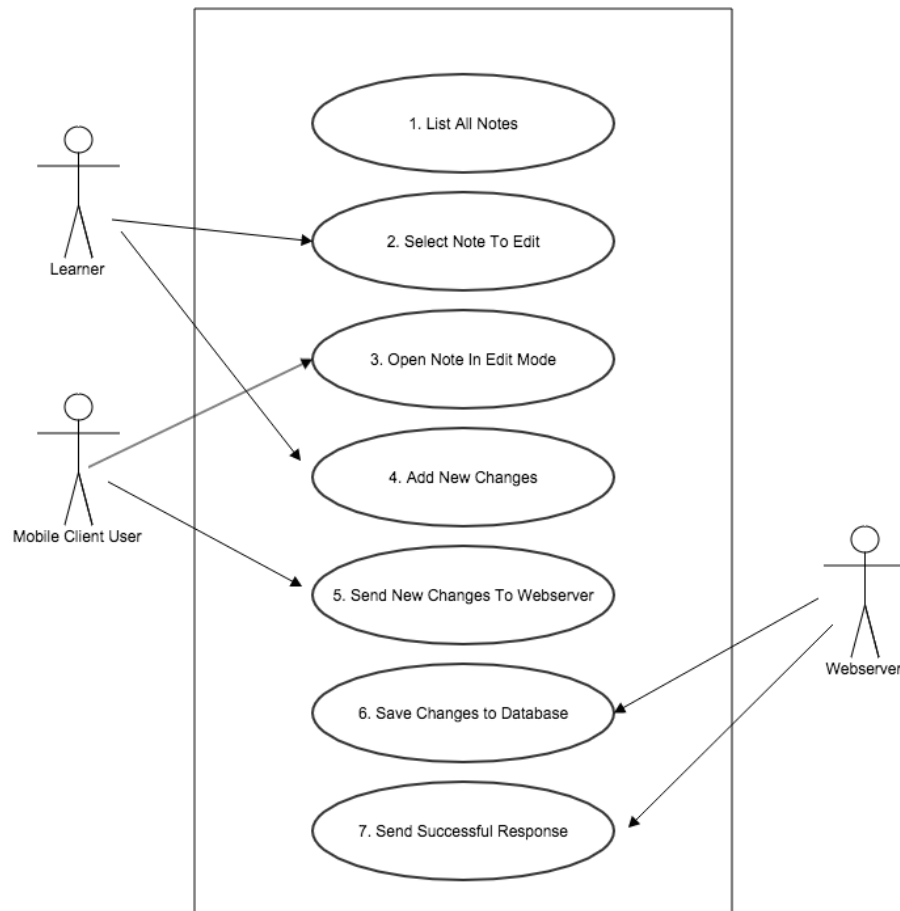 1. List All Notes
2. Select Note To Edit
Learner
3. Open Note In Edit Mode
4. Add New Changes
Mobile Client User
5. Send New Changes To Webserver
Webserver
6. Save Changes to Database
7. Send Successful Response